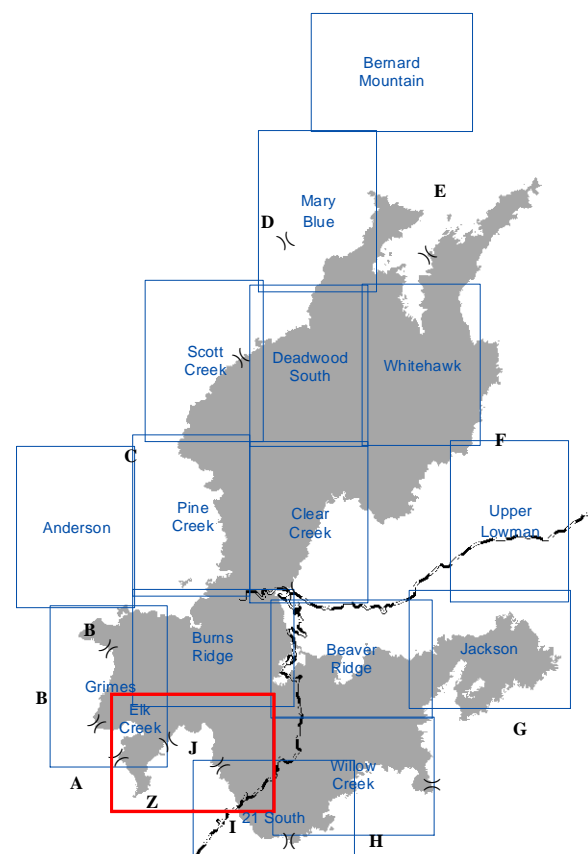 Bernard
Mountain
E
Mary
Blue
D
Scott
Creek
Deadwood
South
Whitehawk
F
C
Pine
Creek
Clear
Creek
Upper
Lowman
Anderson
B
Burns
Ridge
Beaver
Ridge
Jackson
B
Grimes
Elk
Creek
G
J
A
Z
Willow
Creek
I
21 South
H